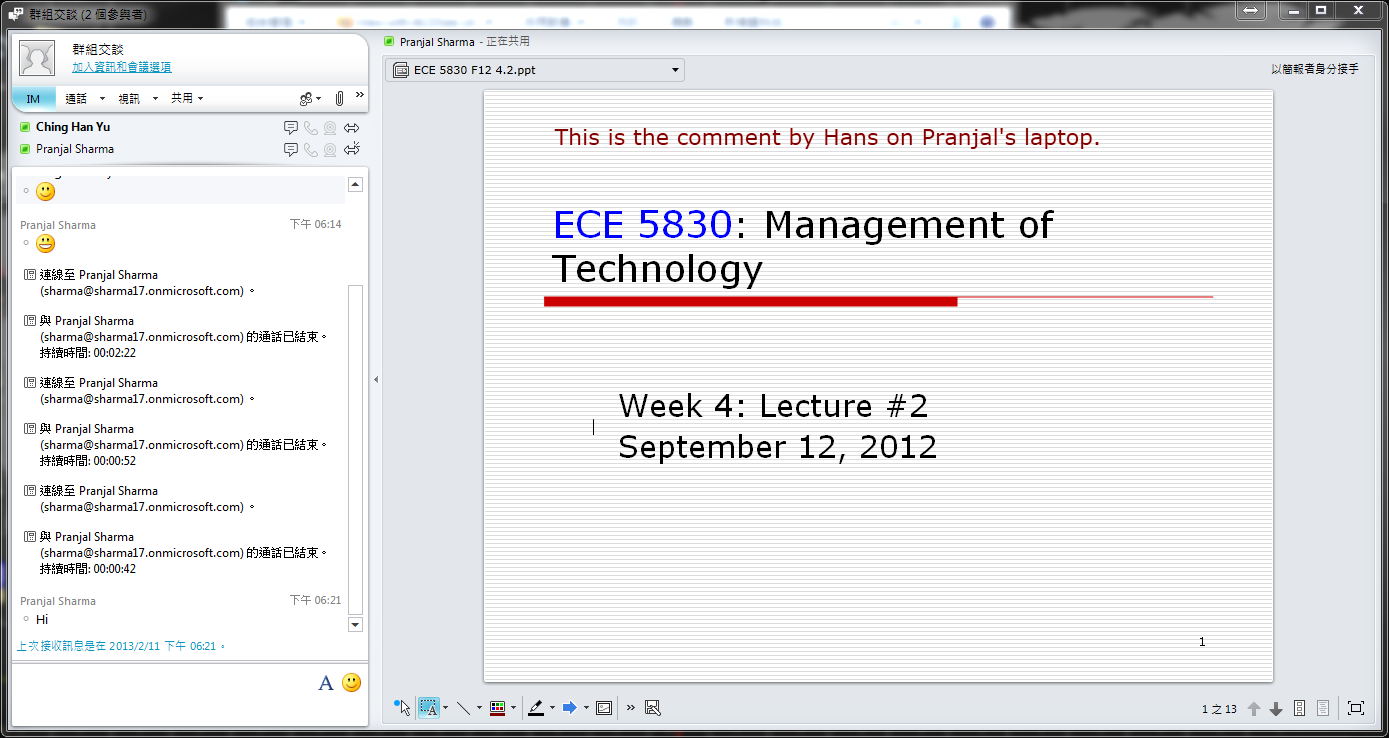 群組交談 (2 個參與者)
群組交談
加入資訊和會議選項
IM 通話 視訊 共用 »
Ching Han Yu
Pranjal Sharma
Pranjal Sharma 下午 06:14
連線至 Pranjal Sharma
(sharma@sharma17.onmicrosoft.com) 。
與 Pranjal Sharma
(sharma@sharma17.onmicrosoft.com) 的通話已結束。
持續時間: 00:02:22
連線至 Pranjal Sharma
(sharma@sharma17.onmicrosoft.com) 。
與 Pranjal Sharma
(sharma@sharma17.onmicrosoft.com) 的通話已結束。
持續時間: 00:00:52
連線至 Pranjal Sharma
(sharma@sharma17.onmicrosoft.com) 。
與 Pranjal Sharma
(sharma@sharma17.onmicrosoft.com) 的通話已結束。
持續時間: 00:00:42
Pranjal Sharma 下午 06:21
Hi
上次接收訊息是在 2013/2/11 下午 06:21。
A
Pranjal Sharma - 正在共用
ECE 5830 F12 4.2.ppt
以簡報者身分接手
This is the comment by Hans on Pranjal's laptop.
ECE 5830: Management of
Technology
Week 4: Lecture #2
September 12, 2012
1
»
1 之 13